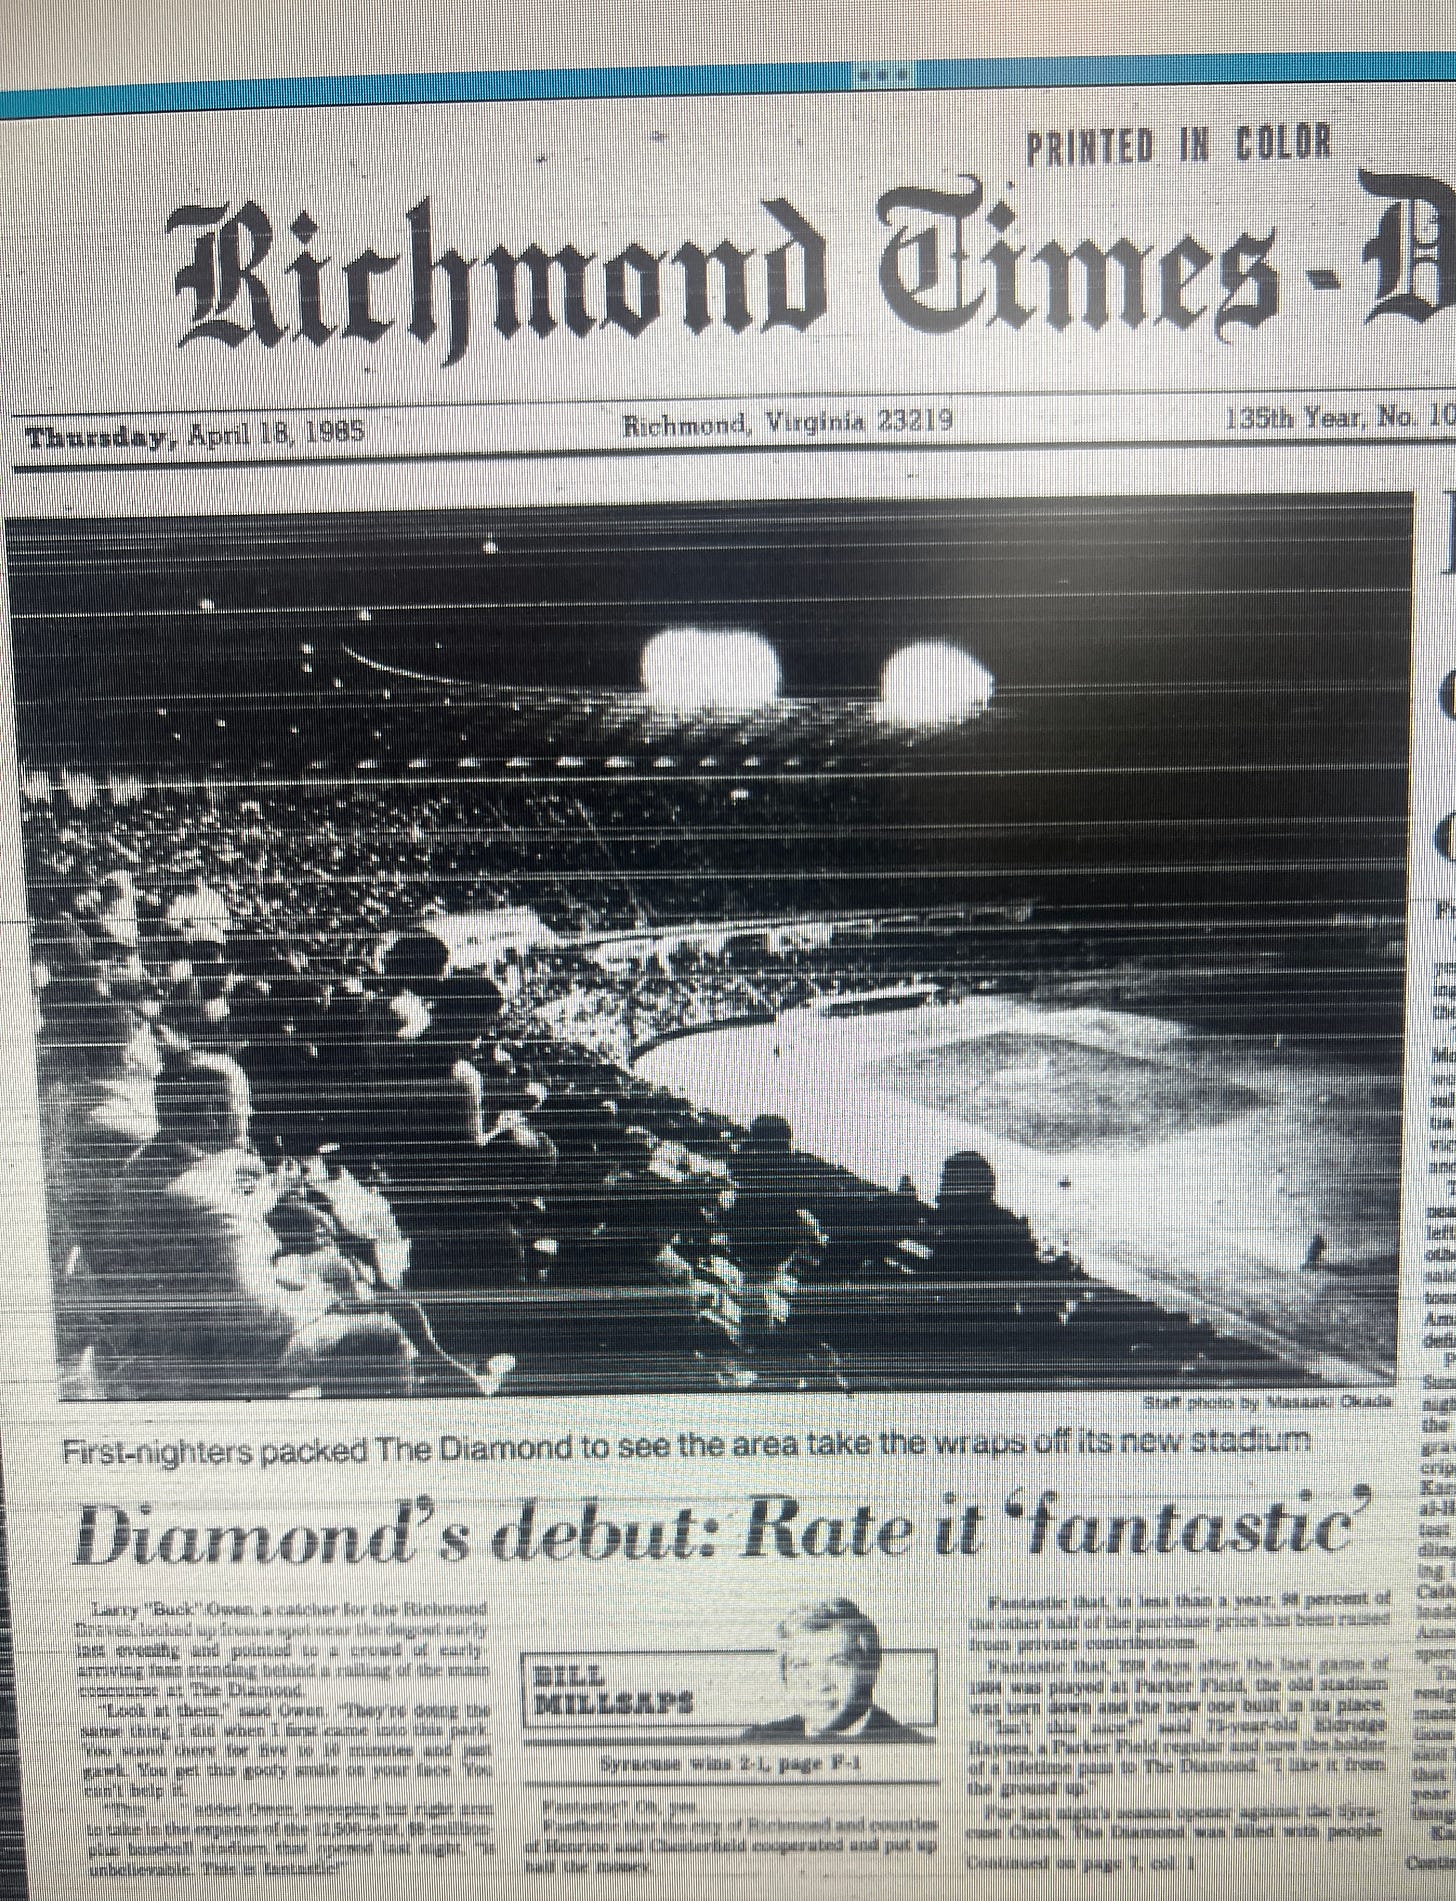 PRINTED IN COLOR
Richmond Times-D
Thursday, April 18, 1985
Richmond, Virginia 23219
135th Year, No. 10
Staff photo by Masaaki Okada
First-nighters packed The Diamond to see the area take the wraps off its new stadium
Diamond's debut: Rate it 'fantastic'
Larry "Buck" Owen, a catcher for the Richmond
Braves, looked up from a spot near the dugout early
last evening and pointed to a crowd of early-
arriving fans standing behind a railing of the main
concourse at The Diamond.
"Look at them," said Owen. "They're doing the
same thing I did when I first came into this park.
You stand there for five to 10 minutes and just
gawk. You get this goofy smile on your face. You
can't help it.
"This . . ." added Owen, sweeping his right arm
to take in the expanse of the 12,500-seat, $8-million-
plus baseball stadium that opened last night, "is
unbelievable. This is fantastic!"
BILL
MILLSAPS
Syracuse wins 2-1, page F-1
Fantastic? Oh, yes.
Fantastic that the city of Richmond and counties
of Henrico and Chesterfield cooperated and put up
half the money.
Fantastic that, in less than a year, percent of
the other half of the purchase price has been raised
from private contributions.
Fantastic that, days after the last game of
1984 was played at Parker Field, the old stadium
was torn down and the new one built in its place.
"Isn't this nice?" said 71-year-old Eldridge
Haynes, a Parker Field regular and now the holder
of a lifetime pass to The Diamond. "I like it from
the ground up."
For last night's season opener against the Syra-
cuse Chiefs, The Diamond was filled with people
Continued on page 7, col. 1